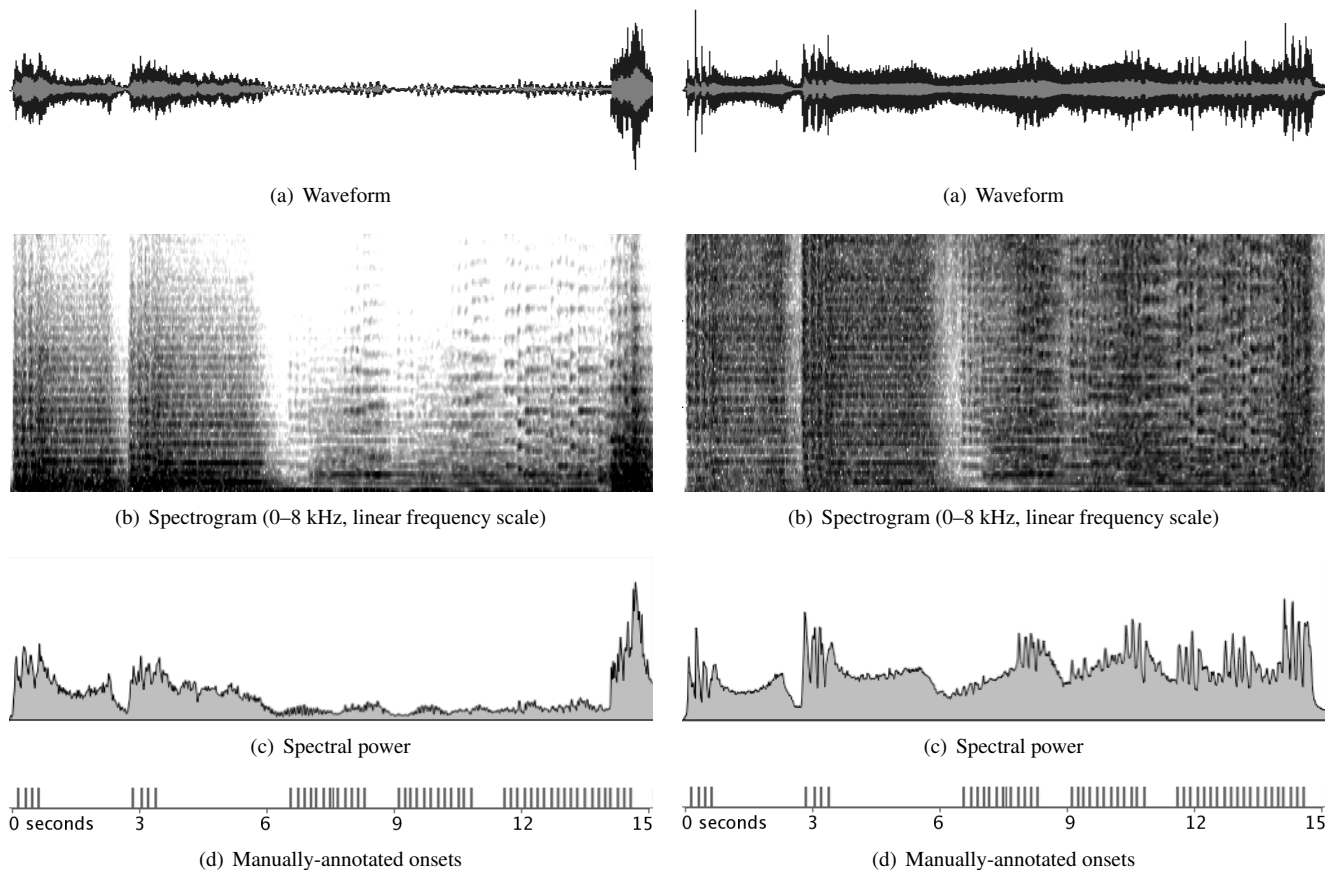 (a) Waveform
(b) Spectrogram (0–8 kHz, linear frequency scale)
(c) Spectral power
0 seconds 3 6 9 12 15
(d) Manually-annotated onsets
(a) Waveform
(b) Spectrogram (0–8 kHz, linear frequency scale)
(c) Spectral power
0 seconds 3 6 9 12 15
(d) Manually-annotated onsets